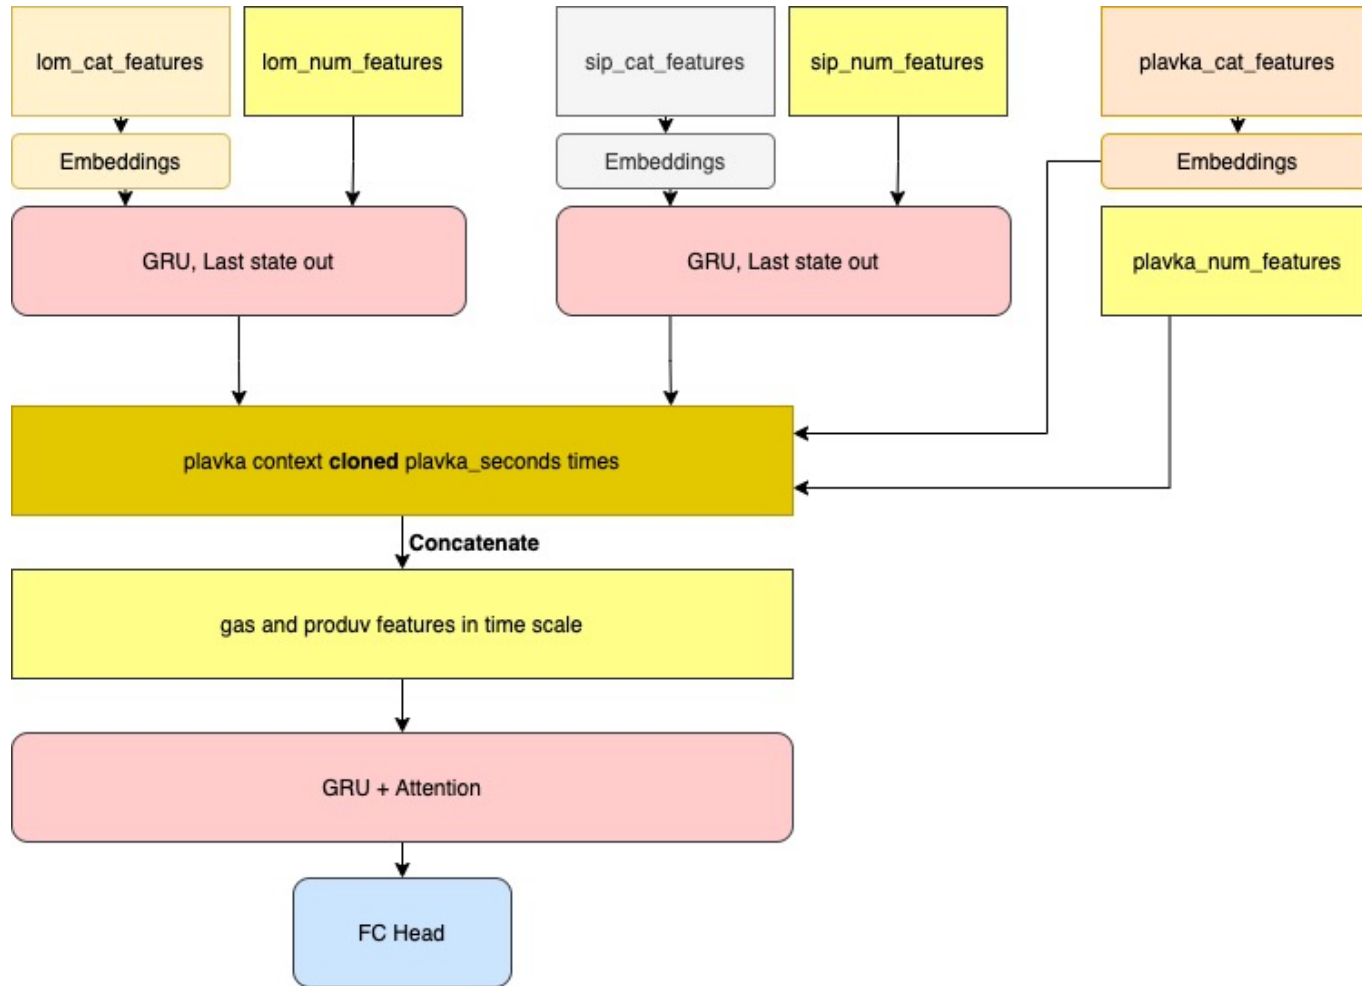 lom_cat_features
lom_num_features
sip_cat_features
sip_num_features
plavka_cat_features
Embeddings
Embeddings
Embeddings
GRU, Last state out
GRU, Last state out
plavka_num_features
plavka context cloned plavka_seconds times
Concatenate
gas and produv features in time scale
GRU + Attention
FC Head